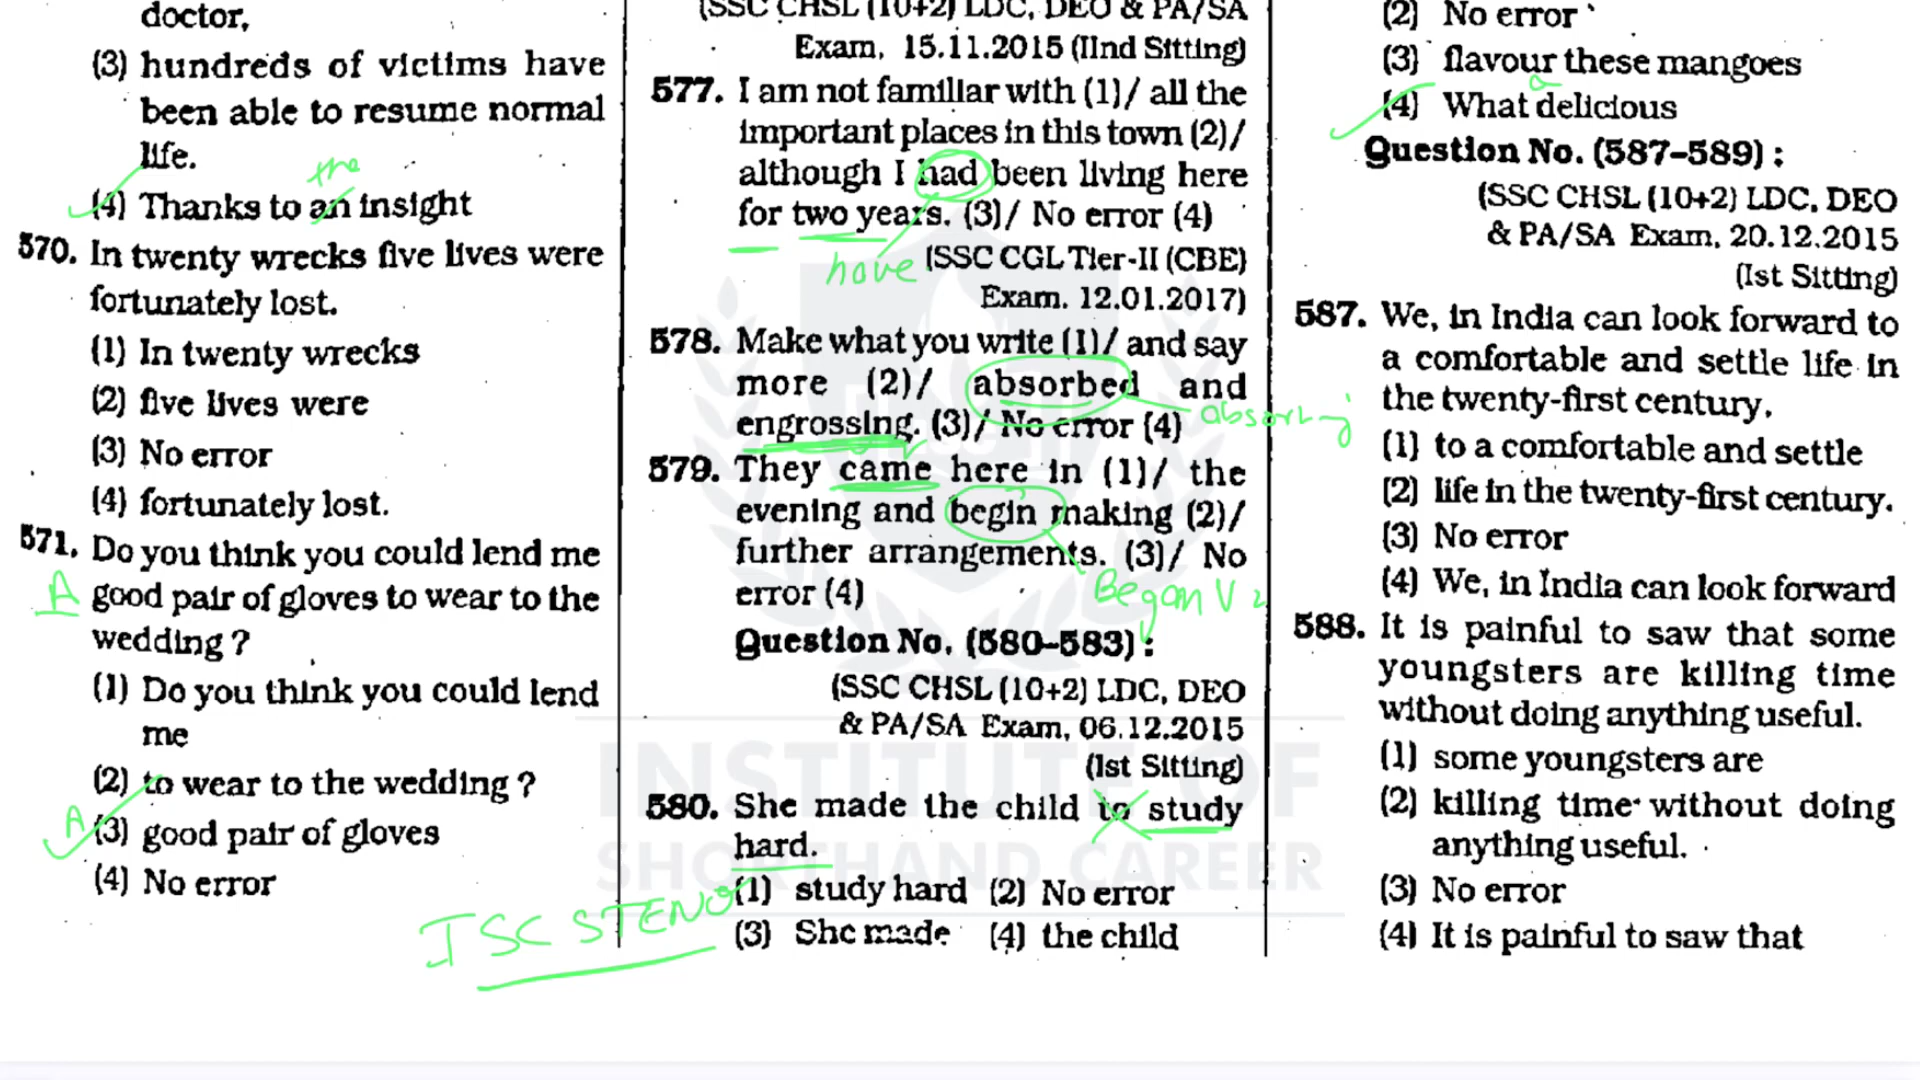 doctor,
(3) hundreds of victims have
been able to resume normal
life.
the
(4) Thanks to an insight
570. In twenty wrecks five lives were
fortunately lost.
(1) In twenty wrecks
(2) five lives were
(3) No error
(4) fortunately lost.
571. Do you think you could lend me
A good pair of gloves to wear to the
wedding ?
(1) Do you think you could lend
me
(2) to wear to the wedding ?
A (3) good pair of gloves
(4) No error
ISC STENO
(SSC CHSL (10+2) LDC, DEO & PA/SA
Exam, 15.11.2015 (IInd Sitting)
577. I am not familiar with (1)/ all the
important places in this town (2)/
although I had been living here
for two years. (3)/ No error (4)
have
(SSC CGL Tier-II (CBE)
Exam. 12.01.2017)
578. Make what you write (1)/ and say
more (2)/ absorbed and
engrossing. (3)/ No error (4)
absorbing
579. They came here in (1)/ the
evening and begin making (2)/
further arrangements. (3)/ No
error (4)
Began V2
Question No. (580–583) :
(SSC CHSL (10+2) LDC, DEO
& PA/SA Exam, 06.12.2015
(Ist Sitting)
580. She made the child to study
hard.
(1) study hard (2) No error
(3) She made (4) the child
(2) No error
(3) flavour these mangoes
a
(4) What delicious
Question No. (587–589) :
(SSC CHSL (10+2) LDC, DEO
& PA/SA Exam, 20.12.2015
(Ist Sitting)
587. We, in India can look forward to
a comfortable and settle life in
the twenty-first century.
(1) to a comfortable and settle
(2) life in the twenty-first century.
(3) No error
(4) We, in India can look forward
588. It is painful to saw that some
youngsters are killing time
without doing anything useful.
(1) some youngsters are
(2) killing time without doing
anything useful.
(3) No error
(4) It is painful to saw that
INSTITUTE OF
SHORTHAND CAREER